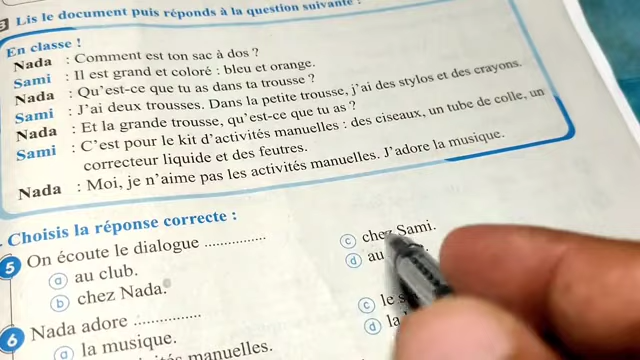 Lis le document puis réponds à la question suivante :
En classe !
Nada : Comment est ton sac à dos ?
Sami : Il est grand et coloré : bleu et orange.
Nada : Qu'est-ce que tu as dans ta trousse ?
Sami : J'ai deux trousses. Dans la petite trousse, j'ai des stylos et des crayons.
Nada : Et la grande trousse, qu'est-ce que tu as ?
Sami : C'est pour le kit d'activités manuelles : des ciseaux, un tube de colle, un
correcteur liquide et des feutres.
Nada : Moi, je n'aime pas les activités manuelles. J'adore la musique.
Choisis la réponse correcte :
5 On écoute le dialogue ...............
a au club.
b chez Nada.
c chez Sami.
d au
6 Nada adore ...............
a la musique.
manuelles.
c le
d la